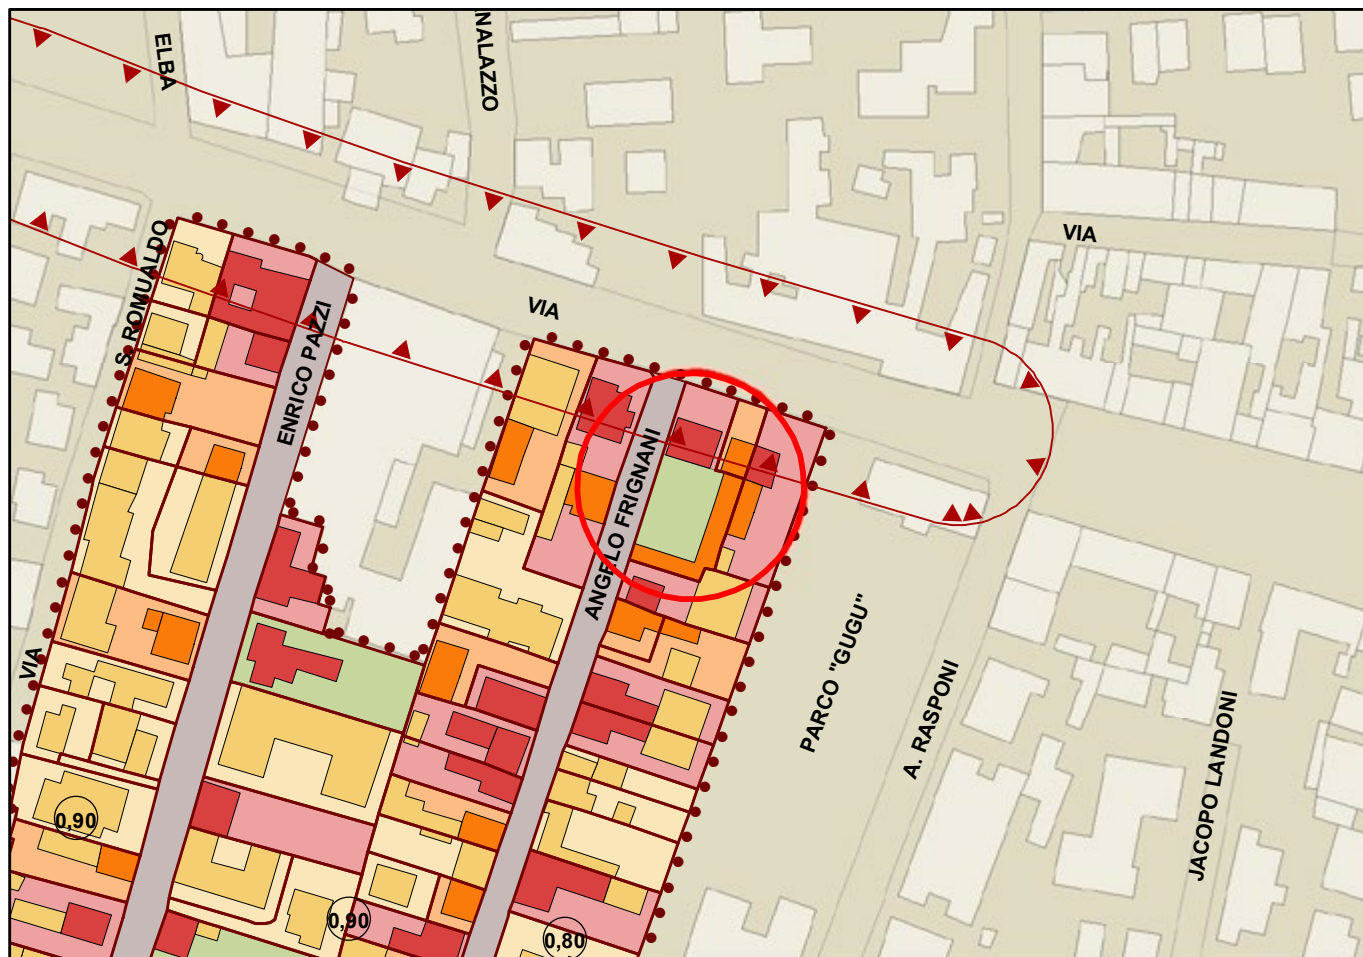 ELBA
NALAZZO
VIA
S. ROMUALDO
VIA
ENRICO PAZZI
ANGELO FRIGNANI
PARCO "GUGU"
VIA
A. RASPONI
JACOPO LANDONI
0,90
0,90
0,80